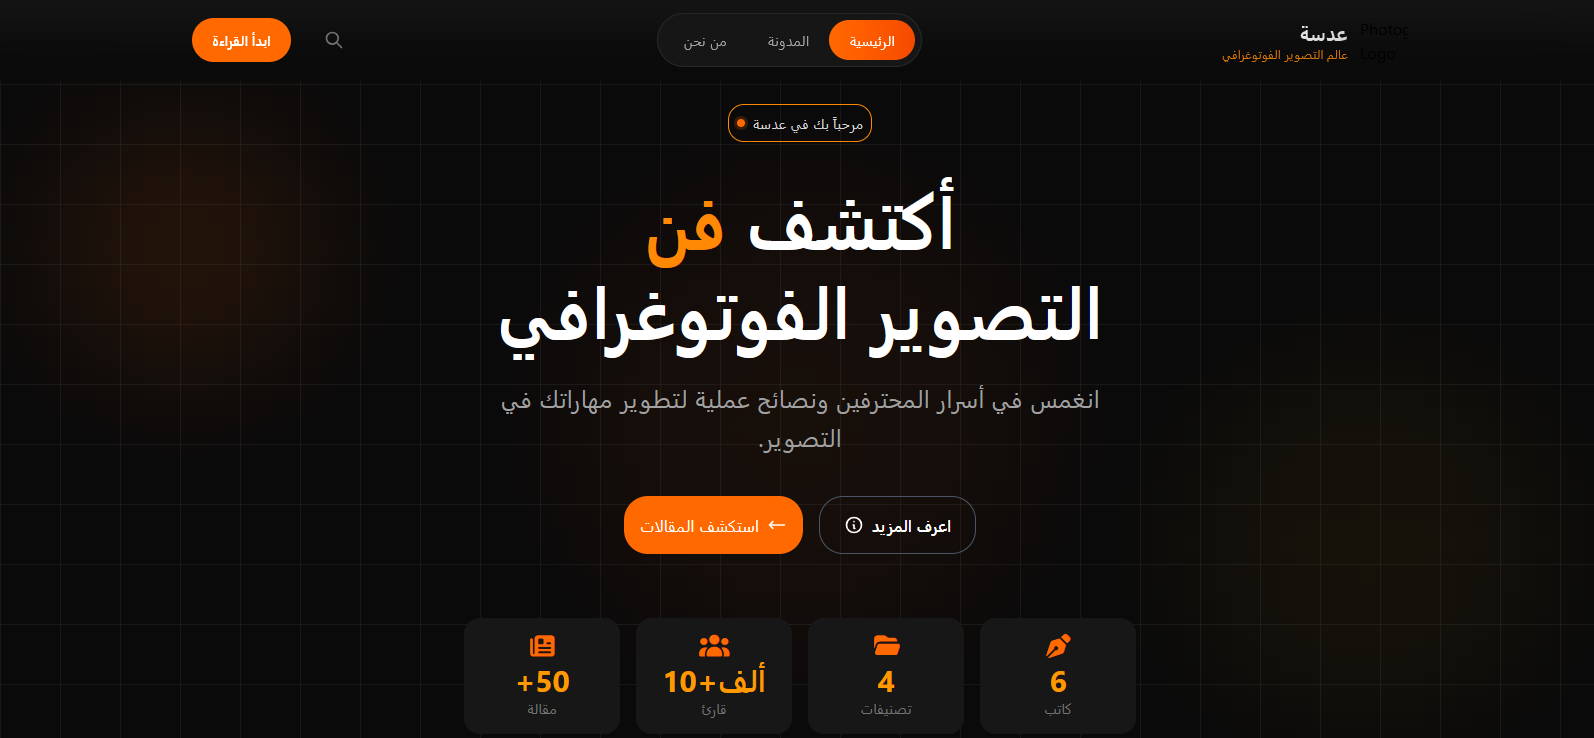 Photog
Logo
عدسة
عالم التصوير الفوتوغرافي
الرئيسية
المدونة
من نحن
ابدأ القراءة
مرحباً بك في عدسة
أكتشف فن
التصوير الفوتوغرافي
انغمس في أسرار المحترفين ونصائح عملية لتطوير مهاراتك في
التصوير.
اعرف المزيد
استكشف المقالات
6
كاتب
4
تصنيفات
10+ألف
قارئ
50+
مقالة